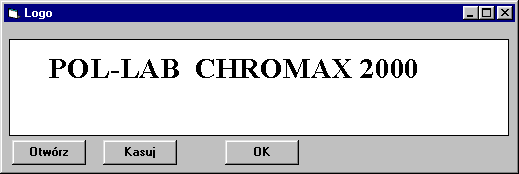 Logo
POL-LAB CHROMAX 2000
Otwórz Kasuj OK